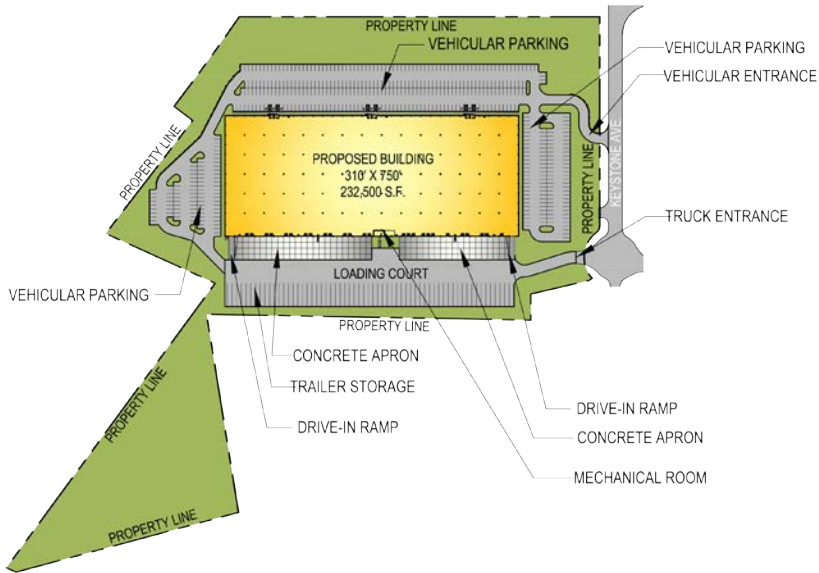 PROPERTY LINE
VEHICULAR PARKING
VEHICULAR PARKING
VEHICULAR ENTRANCE
PROPERTY LINE
PROPOSED BUILDING
310' X 750'
232,500 S.F.
PROPERTY LINE
KEYSTONE AVE.
TRUCK ENTRANCE
LOADING COURT
VEHICULAR PARKING
PROPERTY LINE
CONCRETE APRON
TRAILER STORAGE
DRIVE-IN RAMP
DRIVE-IN RAMP
CONCRETE APRON
MECHANICAL ROOM
PROPERTY LINE
PROPERTY LINE